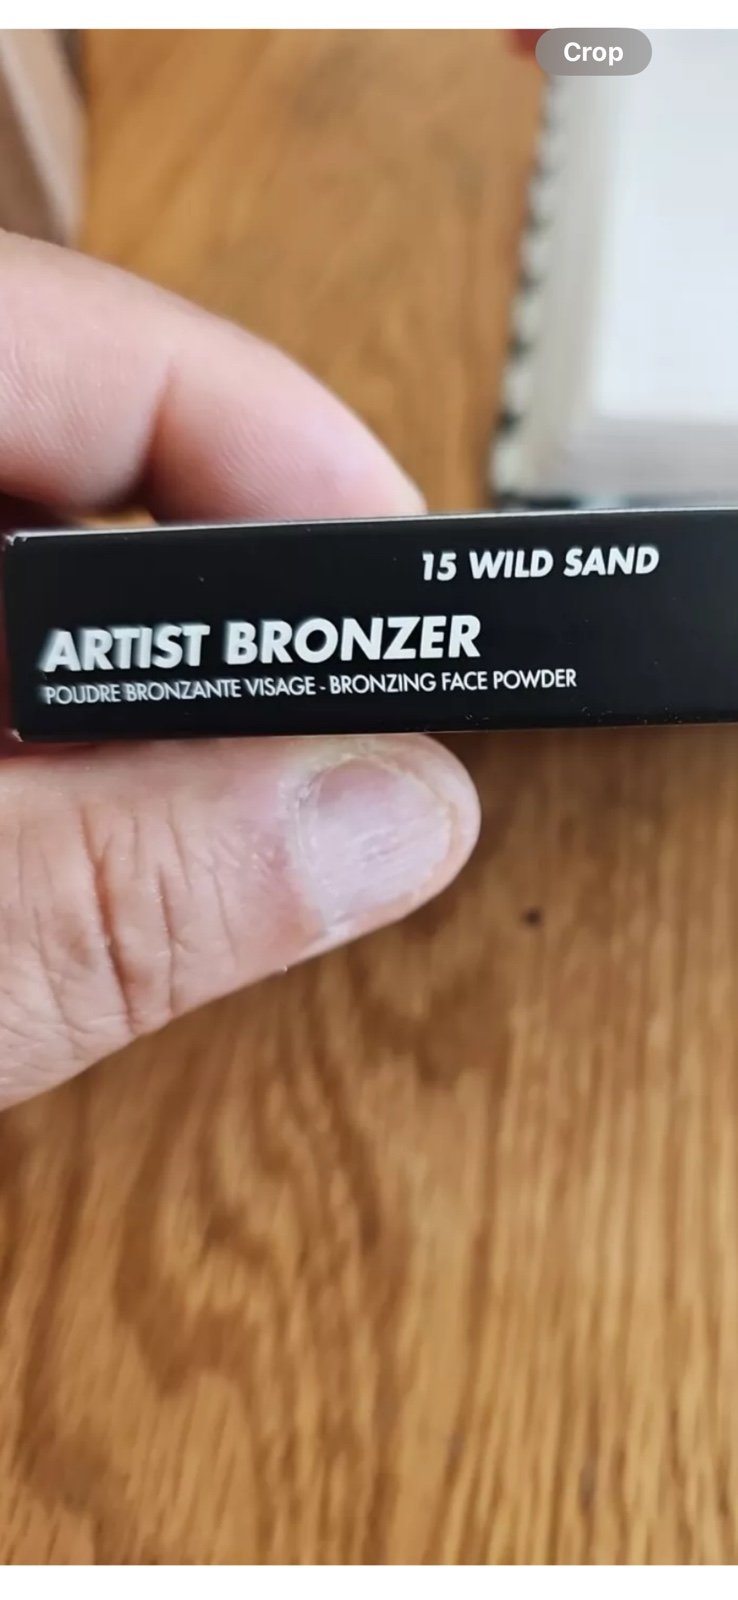 Crop
15 WILD SAND
ARTIST BRONZER
POUDRE BRONZANTE VISAGE - BRONZING FACE POWDER